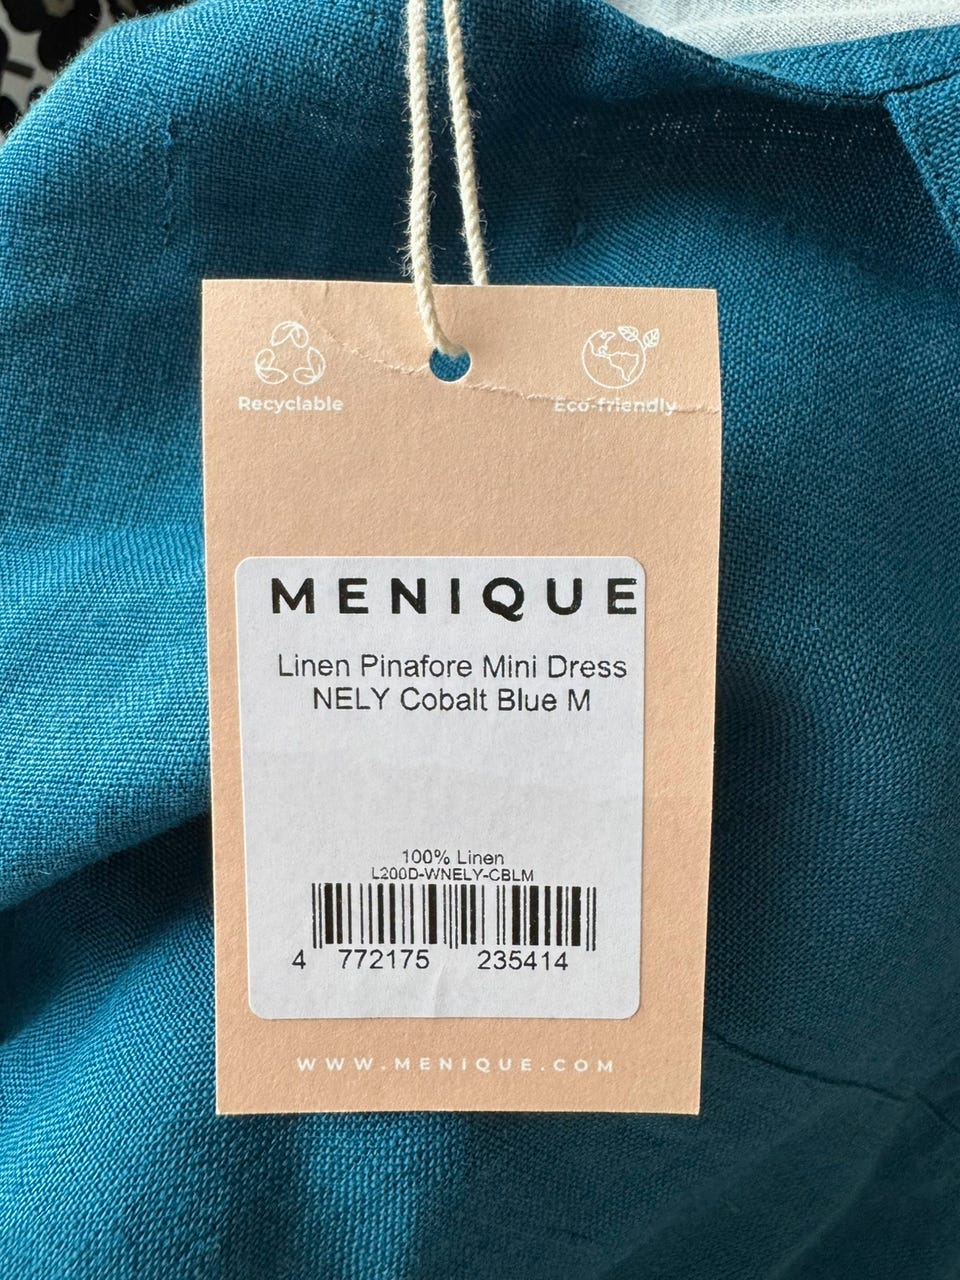 Recyclable
Eco-friendly
MENIQUE
Linen Pinafore Mini Dress
NELY Cobalt Blue M
100% Linen
L200D-WNELY-CBLM
4 772175 235414
WWW.MENIQUE.COM